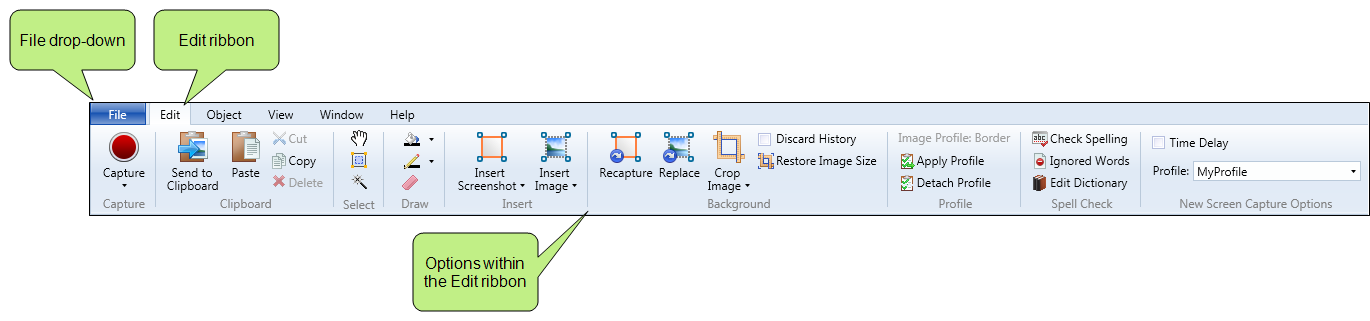 File drop-down
Edit ribbon
File Edit Object View Window Help
Capture
Send to
Clipboard
Paste
Cut
Copy
Delete
Insert
Screenshot
Insert
Image
Recapture
Replace
Crop
Image
Discard History
Restore Image Size
Image Profile: Border
Apply Profile
Detach Profile
abc Check Spelling
Ignored Words
Edit Dictionary
Time Delay
Profile: MyProfile
Capture Clipboard Select Draw Insert Background Profile Spell Check New Screen Capture Options
Options within
the Edit ribbon